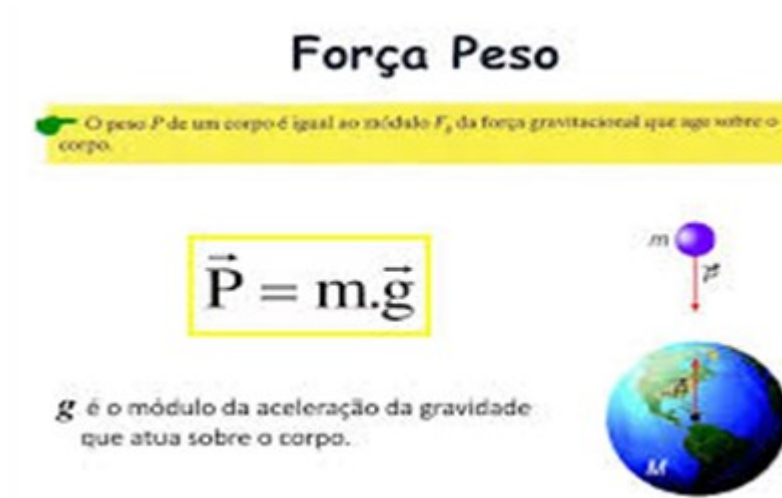 Força Peso
O peso P de um corpo é igual ao módulo F_g da força gravitacional que age sobre o
corpo.
m
P⃗ = m.g⃗
g é o módulo da aceleração da gravidade
que atua sobre o corpo.
M